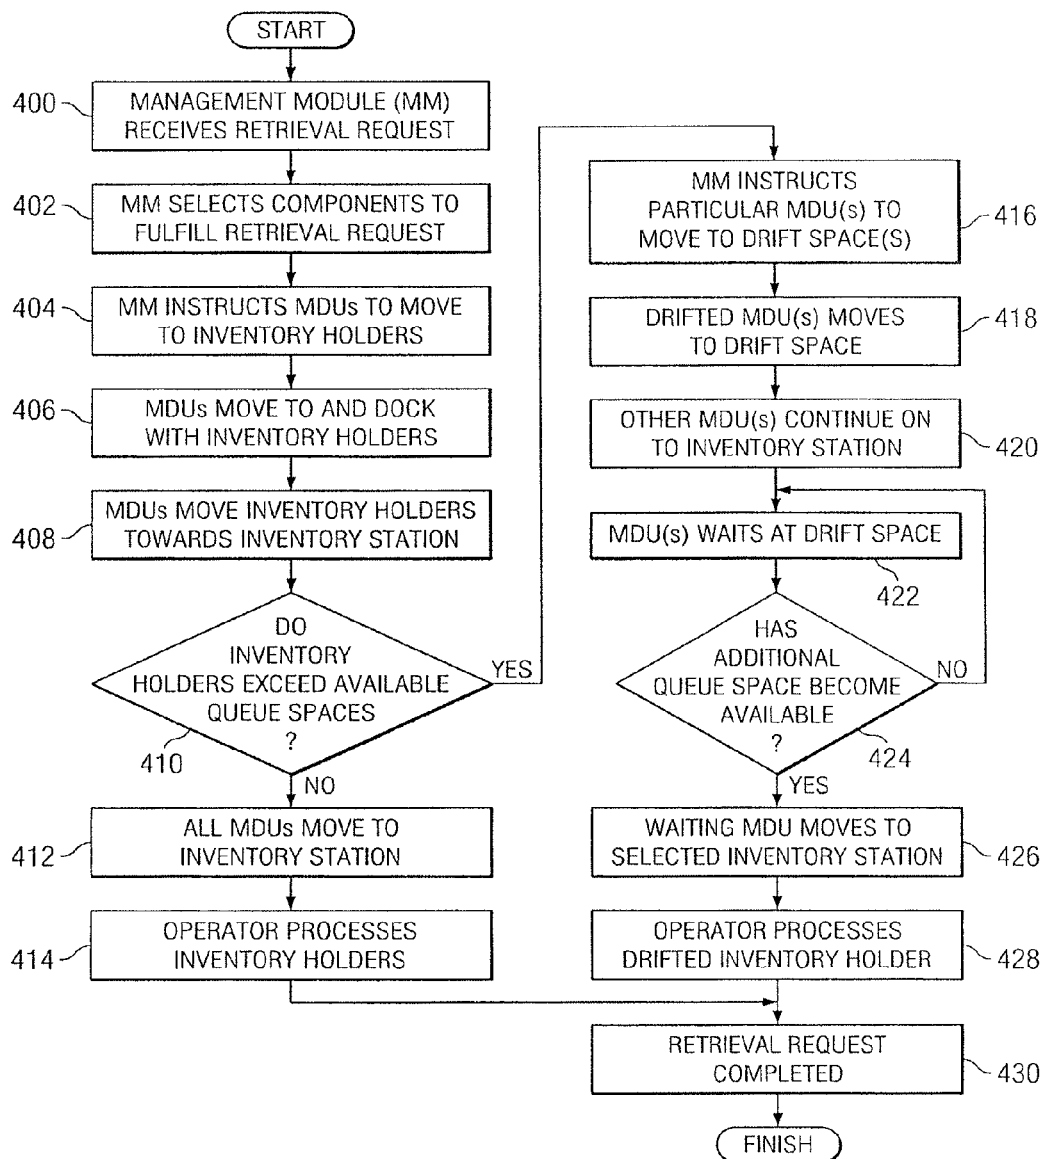 START
400
MANAGEMENT MODULE (MM)
RECEIVES RETRIEVAL REQUEST
402
MM SELECTS COMPONENTS TO
FULFILL RETRIEVAL REQUEST
404
MM INSTRUCTS MDUs TO MOVE
TO INVENTORY HOLDERS
406
MDUs MOVE TO AND DOCK
WITH INVENTORY HOLDERS
408
MDUs MOVE INVENTORY HOLDERS
TOWARDS INVENTORY STATION
DO
INVENTORY
HOLDERS EXCEED AVAILABLE
QUEUE SPACES
?
410
YES
NO
412
ALL MDUs MOVE TO
INVENTORY STATION
414
OPERATOR PROCESSES
INVENTORY HOLDERS
MM INSTRUCTS
PARTICULAR MDU(s) TO
MOVE TO DRIFT SPACE(S)
416
DRIFTED MDU(s) MOVES
TO DRIFT SPACE
418
OTHER MDU(s) CONTINUE ON
TO INVENTORY STATION
420
MDU(s) WAITS AT DRIFT SPACE
422
HAS
ADDITIONAL
QUEUE SPACE BECOME
AVAILABLE
?
424
NO
YES
WAITING MDU MOVES TO
SELECTED INVENTORY STATION
426
OPERATOR PROCESSES
DRIFTED INVENTORY HOLDER
428
RETRIEVAL REQUEST
COMPLETED
430
FINISH